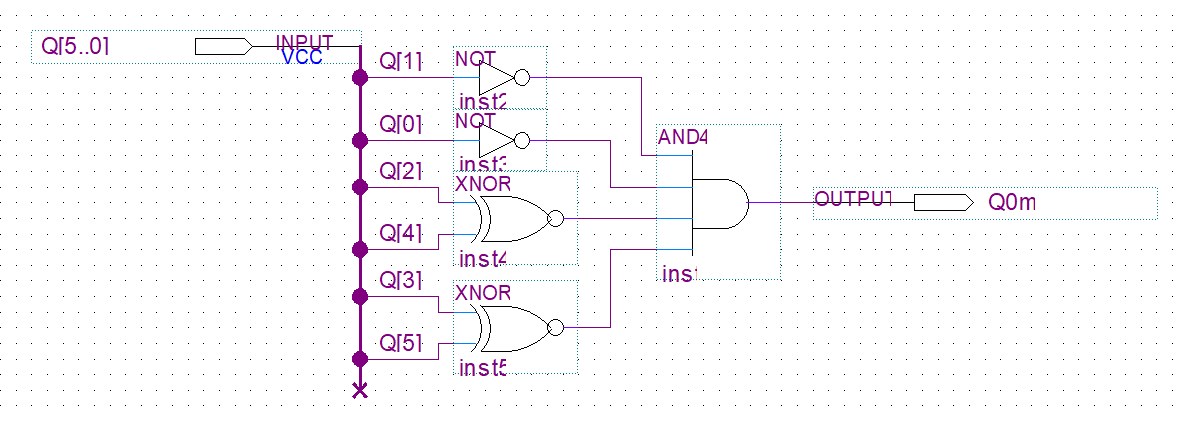 Q[5..0]
INPUT
VCC
Q[1]
NOT
inst2
Q[0]
NOT
inst3
Q[2]
XNOR
Q[4]
inst4
Q[3]
XNOR
Q[5]
inst5
AND4
inst
OUTPUT
Q0m